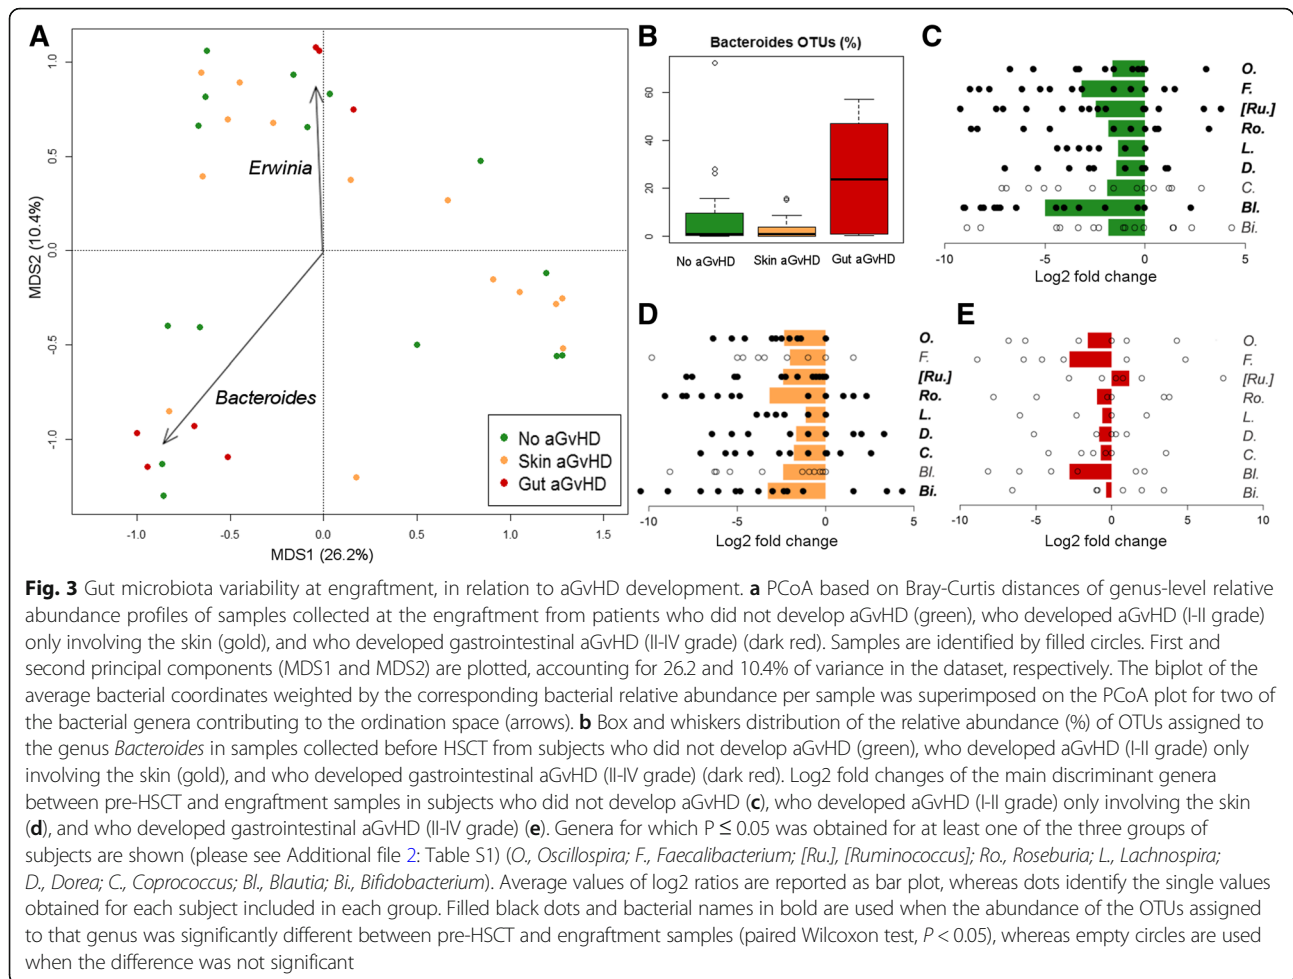 A
1.0
0.5
0.0
-0.5
-1.0
MDS2 (10.4%)
Erwinia
Bacteroides
No aGvHD
Skin aGvHD
Gut aGvHD
-1.0 -0.5 0.0 0.5 1.0 1.5
MDS1 (26.2%)
B
Bacteroides OTUs (%)
60
40
20
0
No aGvHD Skin aGvHD Gut aGvHD
C
O.
F.
[Ru.]
Ro.
L.
D.
C.
Bl.
Bi.
-10 -5 0 5
Log2 fold change
D
O.
F.
[Ru.]
Ro.
L.
D.
C.
Bl.
Bi.
-10 -5 0 5
Log2 fold change
E
O.
F.
[Ru.]
Ro.
L.
D.
C.
Bl.
Bi.
-10 -5 0 5 10
Log2 fold change
Fig. 3 Gut microbiota variability at engraftment, in relation to aGvHD development. a PCoA based on Bray-Curtis distances of genus-level relative
abundance profiles of samples collected at the engraftment from patients who did not develop aGvHD (green), who developed aGvHD (I-II grade)
only involving the skin (gold), and who developed gastrointestinal aGvHD (II-IV grade) (dark red). Samples are identified by filled circles. First and
second principal components (MDS1 and MDS2) are plotted, accounting for 26.2 and 10.4% of variance in the dataset, respectively. The biplot of the
average bacterial coordinates weighted by the corresponding bacterial relative abundance per sample was superimposed on the PCoA plot for two of
the bacterial genera contributing to the ordination space (arrows). b Box and whiskers distribution of the relative abundance (%) of OTUs assigned to
the genus Bacteroides in samples collected before HSCT from subjects who did not develop aGvHD (green), who developed aGvHD (I-II grade) only
involving the skin (gold), and who developed gastrointestinal aGvHD (II-IV grade) (dark red). Log2 fold changes of the main discriminant genera
between pre-HSCT and engraftment samples in subjects who did not develop aGvHD (c), who developed aGvHD (I-II grade) only involving the skin
(d), and who developed gastrointestinal aGvHD (II-IV grade) (e). Genera for which P ≤ 0.05 was obtained for at least one of the three groups of
subjects are shown (please see Additional file 2: Table S1) (O., Oscillospira; F., Faecalibacterium; [Ru.], [Ruminococcus]; Ro., Roseburia; L., Lachnospira;
D., Dorea; C., Coprococcus; Bl., Blautia; Bi., Bifidobacterium). Average values of log2 ratios are reported as bar plot, whereas dots identify the single values
obtained for each subject included in each group. Filled black dots and bacterial names in bold are used when the abundance of the OTUs assigned
to that genus was significantly different between pre-HSCT and engraftment samples (paired Wilcoxon test, P < 0.05), whereas empty circles are used
when the difference was not significant